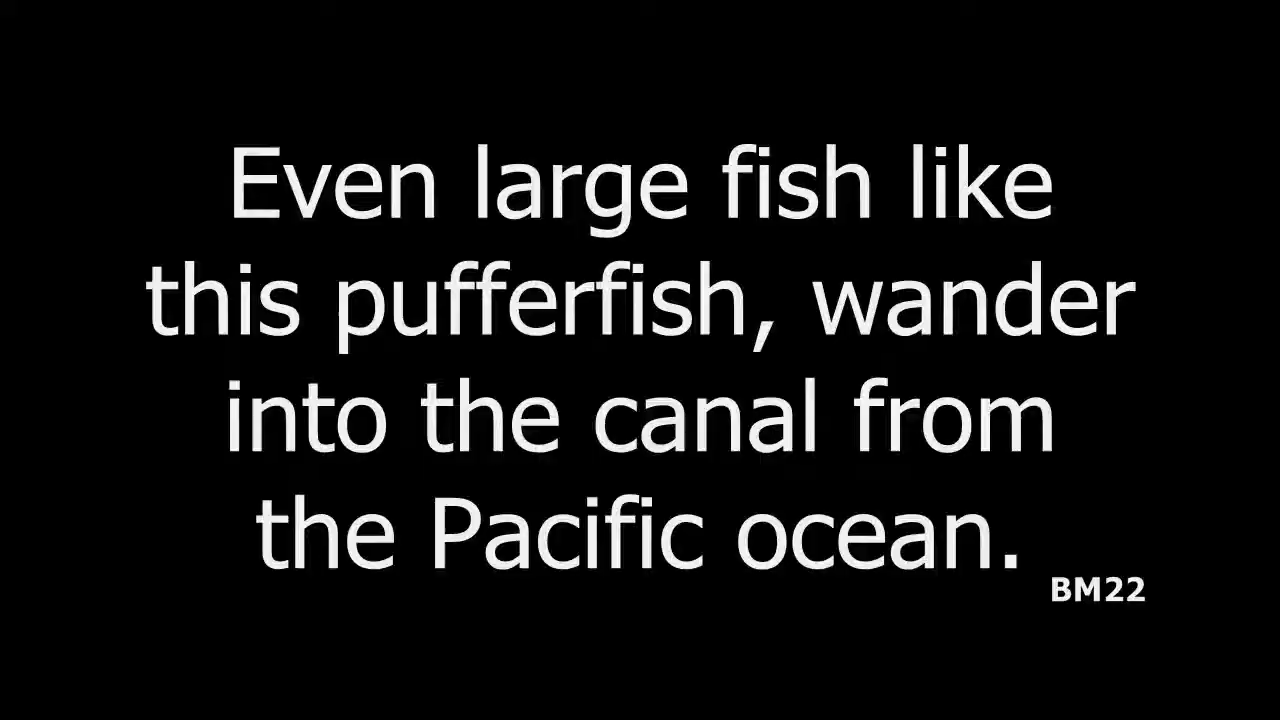 Even large fish like
this pufferfish, wander
into the canal from
the Pacific ocean.
BM22